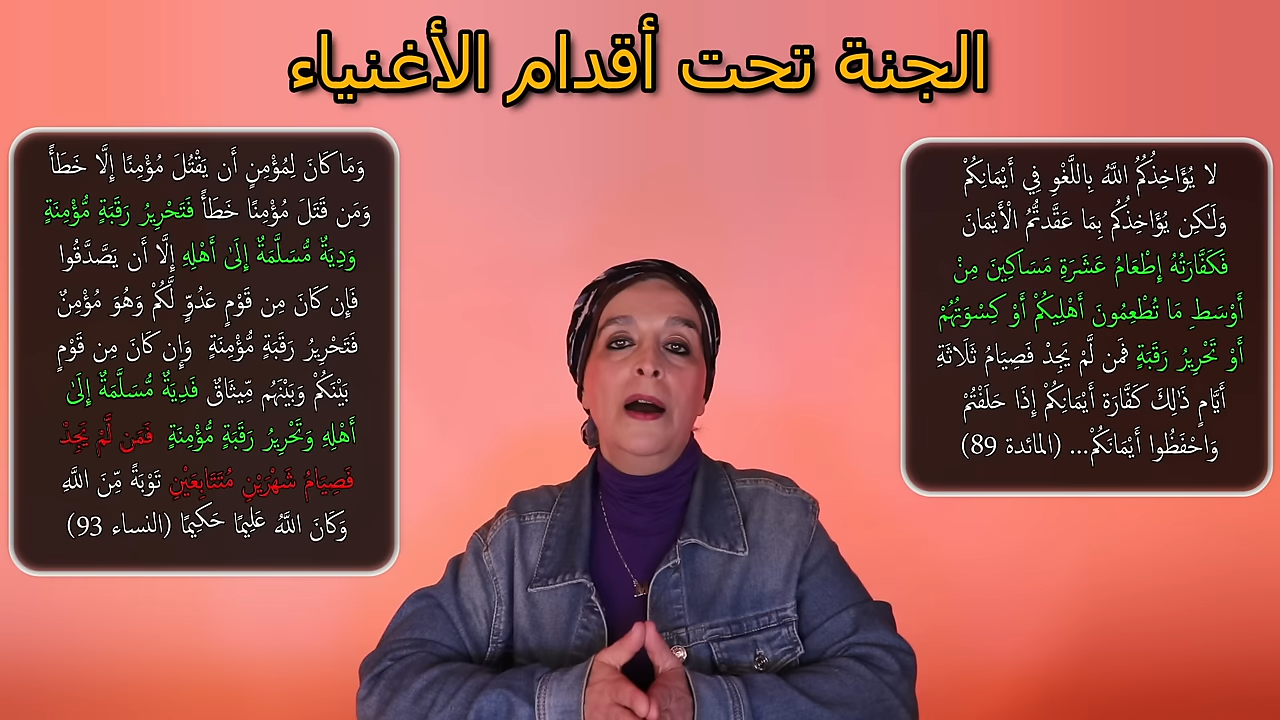 الجنة تحت أقدام الأغنياء
لا يُؤَاخِذُكُمُ اللَّهُ بِاللَّغْوِ فِي أَيْمَانِكُمْ
وَلَكِن يُؤَاخِذُكُم بِمَا عَقَّدتُّمُ الْأَيْمَانَ
فَكَفَّارَتُهُ إِطْعَامُ عَشَرَةِ مَسَاكِينَ مِنْ
أَوْسَطِ مَا تُطْعِمُونَ أَهْلِيكُمْ أَوْ كِسْوَتُهُمْ
أَوْ تَحْرِيرُ رَقَبَةٍ فَمَن لَّمْ يَجِدْ فَصِيَامُ ثَلَاثَةِ
أَيَّامٍ ذَٰلِكَ كَفَّارَةُ أَيْمَانِكُمْ إِذَا حَلَفْتُمْ
وَاحْفَظُوا أَيْمَانَكُمْ... (المائدة 89)
وَمَا كَانَ لِمُؤْمِنٍ أَن يَقْتُلَ مُؤْمِنًا إِلَّا خَطَأً
وَمَن قَتَلَ مُؤْمِنًا خَطَأً فَتَحْرِيرُ رَقَبَةٍ مُّؤْمِنَةٍ
وَدِيَةٌ مُّسَلَّمَةٌ إِلَىٰ أَهْلِهِ إِلَّا أَن يَصَّدَّقُوا
فَإِن كَانَ مِن قَوْمٍ عَدُوٍّ لَّكُمْ وَهُوَ مُؤْمِنٌ
فَتَحْرِيرُ رَقَبَةٍ مُّؤْمِنَةٍ وَإِن كَانَ مِن قَوْمٍ
بَيْنَكُمْ وَبَيْنَهُم مِّيثَاقٌ فَدِيَةٌ مُّسَلَّمَةٌ إِلَىٰ
أَهْلِهِ وَتَحْرِيرُ رَقَبَةٍ مُّؤْمِنَةٍ فَمَن لَّمْ يَجِدْ
فَصِيَامُ شَهْرَيْنِ مُتَتَابِعَيْنِ تَوْبَةً مِّنَ اللَّهِ
وَكَانَ اللَّهُ عَلِيمًا حَكِيمًا (النساء 93)